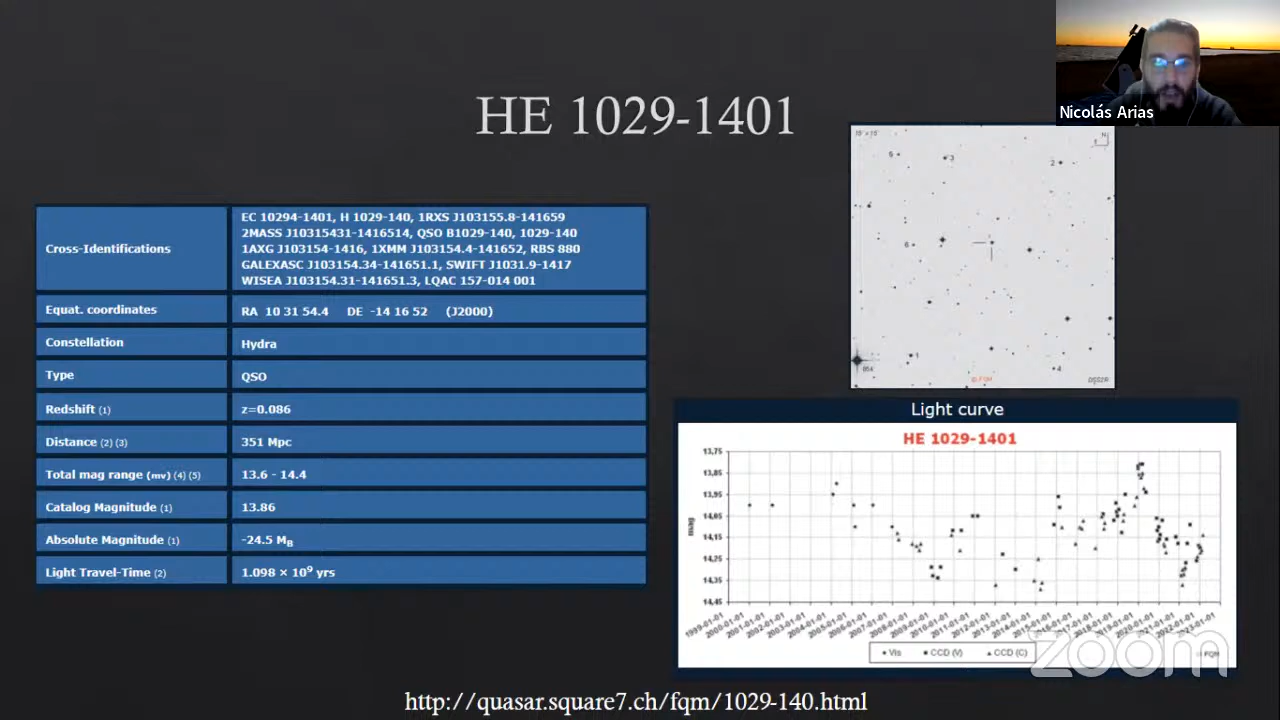 Nicolás Arias
HE 1029-1401
Cross-Identifications
EC 10294-1401, H 1029-140, 1RXS J103155.8-141659
2MASS J10315431-1416514, QSO B1029-140, 1029-140
1AXG J103154-1416, 1XMM J103154.4-141652, RBS 880
GALEXASC J103154.34-141651.1, SWIFT J1031.9-1417
WISEA J103154.31-141651.3, LQAC 157-014 001
Equat. coordinates RA 10 31 54.4 DE -14 16 52 (J2000)
Constellation Hydra
Type QSO
Redshift (1) z=0.086
Distance (2) (3) 351 Mpc
Total mag range (mv) (4) (5) 13.6 - 14.4
Catalog Magnitude (1) 13.86
Absolute Magnitude (1) -24.5 MB
Light Travel-Time (2) 1.098 × 10⁹ yrs
15' x 15'
N
5
3
2
6
1
4
© FQM
DSS2R
Light curve
HE 1029-1401
mag
13,75
13,85
13,95
14,05
14,15
14,25
14,35
14,45
1999-01-01
2000-01-01
2001-01-01
2002-01-01
2003-01-01
2004-01-01
2005-01-01
2006-01-01
2007-01-01
2008-01-01
2009-01-01
2010-01-01
2011-01-01
2012-01-01
2013-01-01
2014-01-01
2015-01-01
2016-01-01
2017-01-01
2018-01-01
2019-01-01
2020-01-01
2021-01-01
2022-01-01
2023-01-01
Vis CCD (V) CCD (C)
© FQM
zoom
http://quasar.square7.ch/fqm/1029-140.html